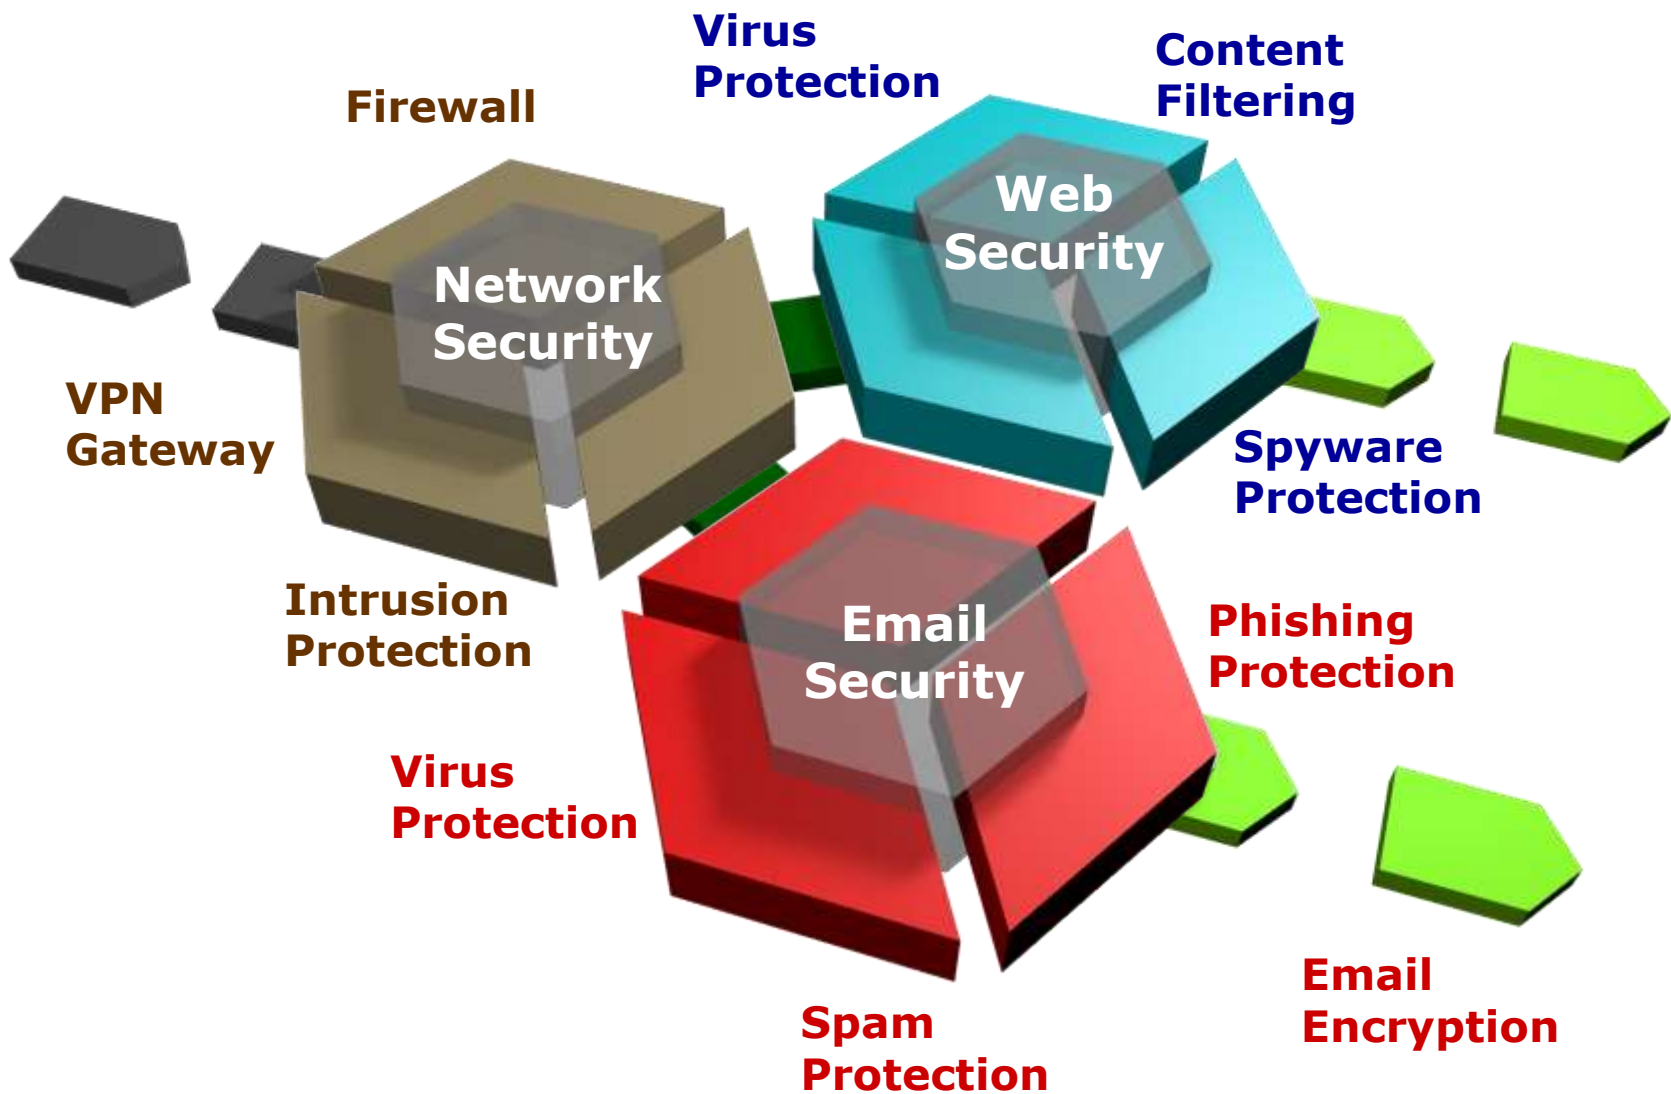 Virus
Protection
Content
Filtering
Firewall
Web
Security
Network
Security
VPN
Gateway
Spyware
Protection
Intrusion
Protection
Email
Security
Phishing
Protection
Virus
Protection
Email
Encryption
Spam
Protection